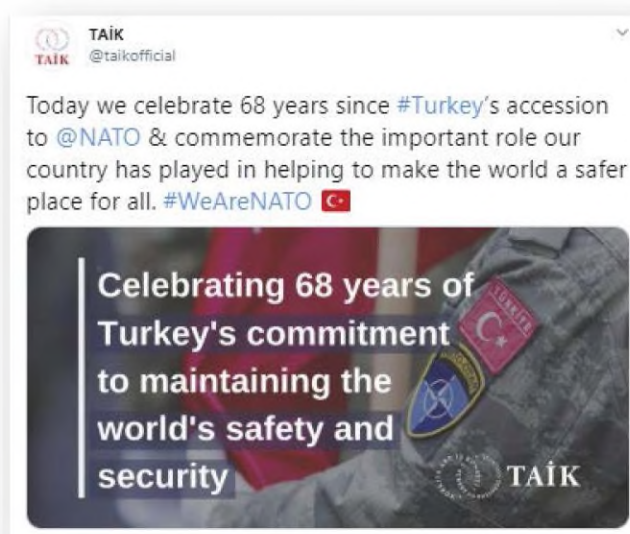 TAİK
@taikofficial
TAİK
Today we celebrate 68 years since #Turkey's accession
to @NATO & commemorate the important role our
country has played in helping to make the world a safer
place for all. #WeAreNATO
Celebrating 68 years of
Turkey's commitment
to maintaining the
world's safety and
security
TÜRKİYE
TAİK